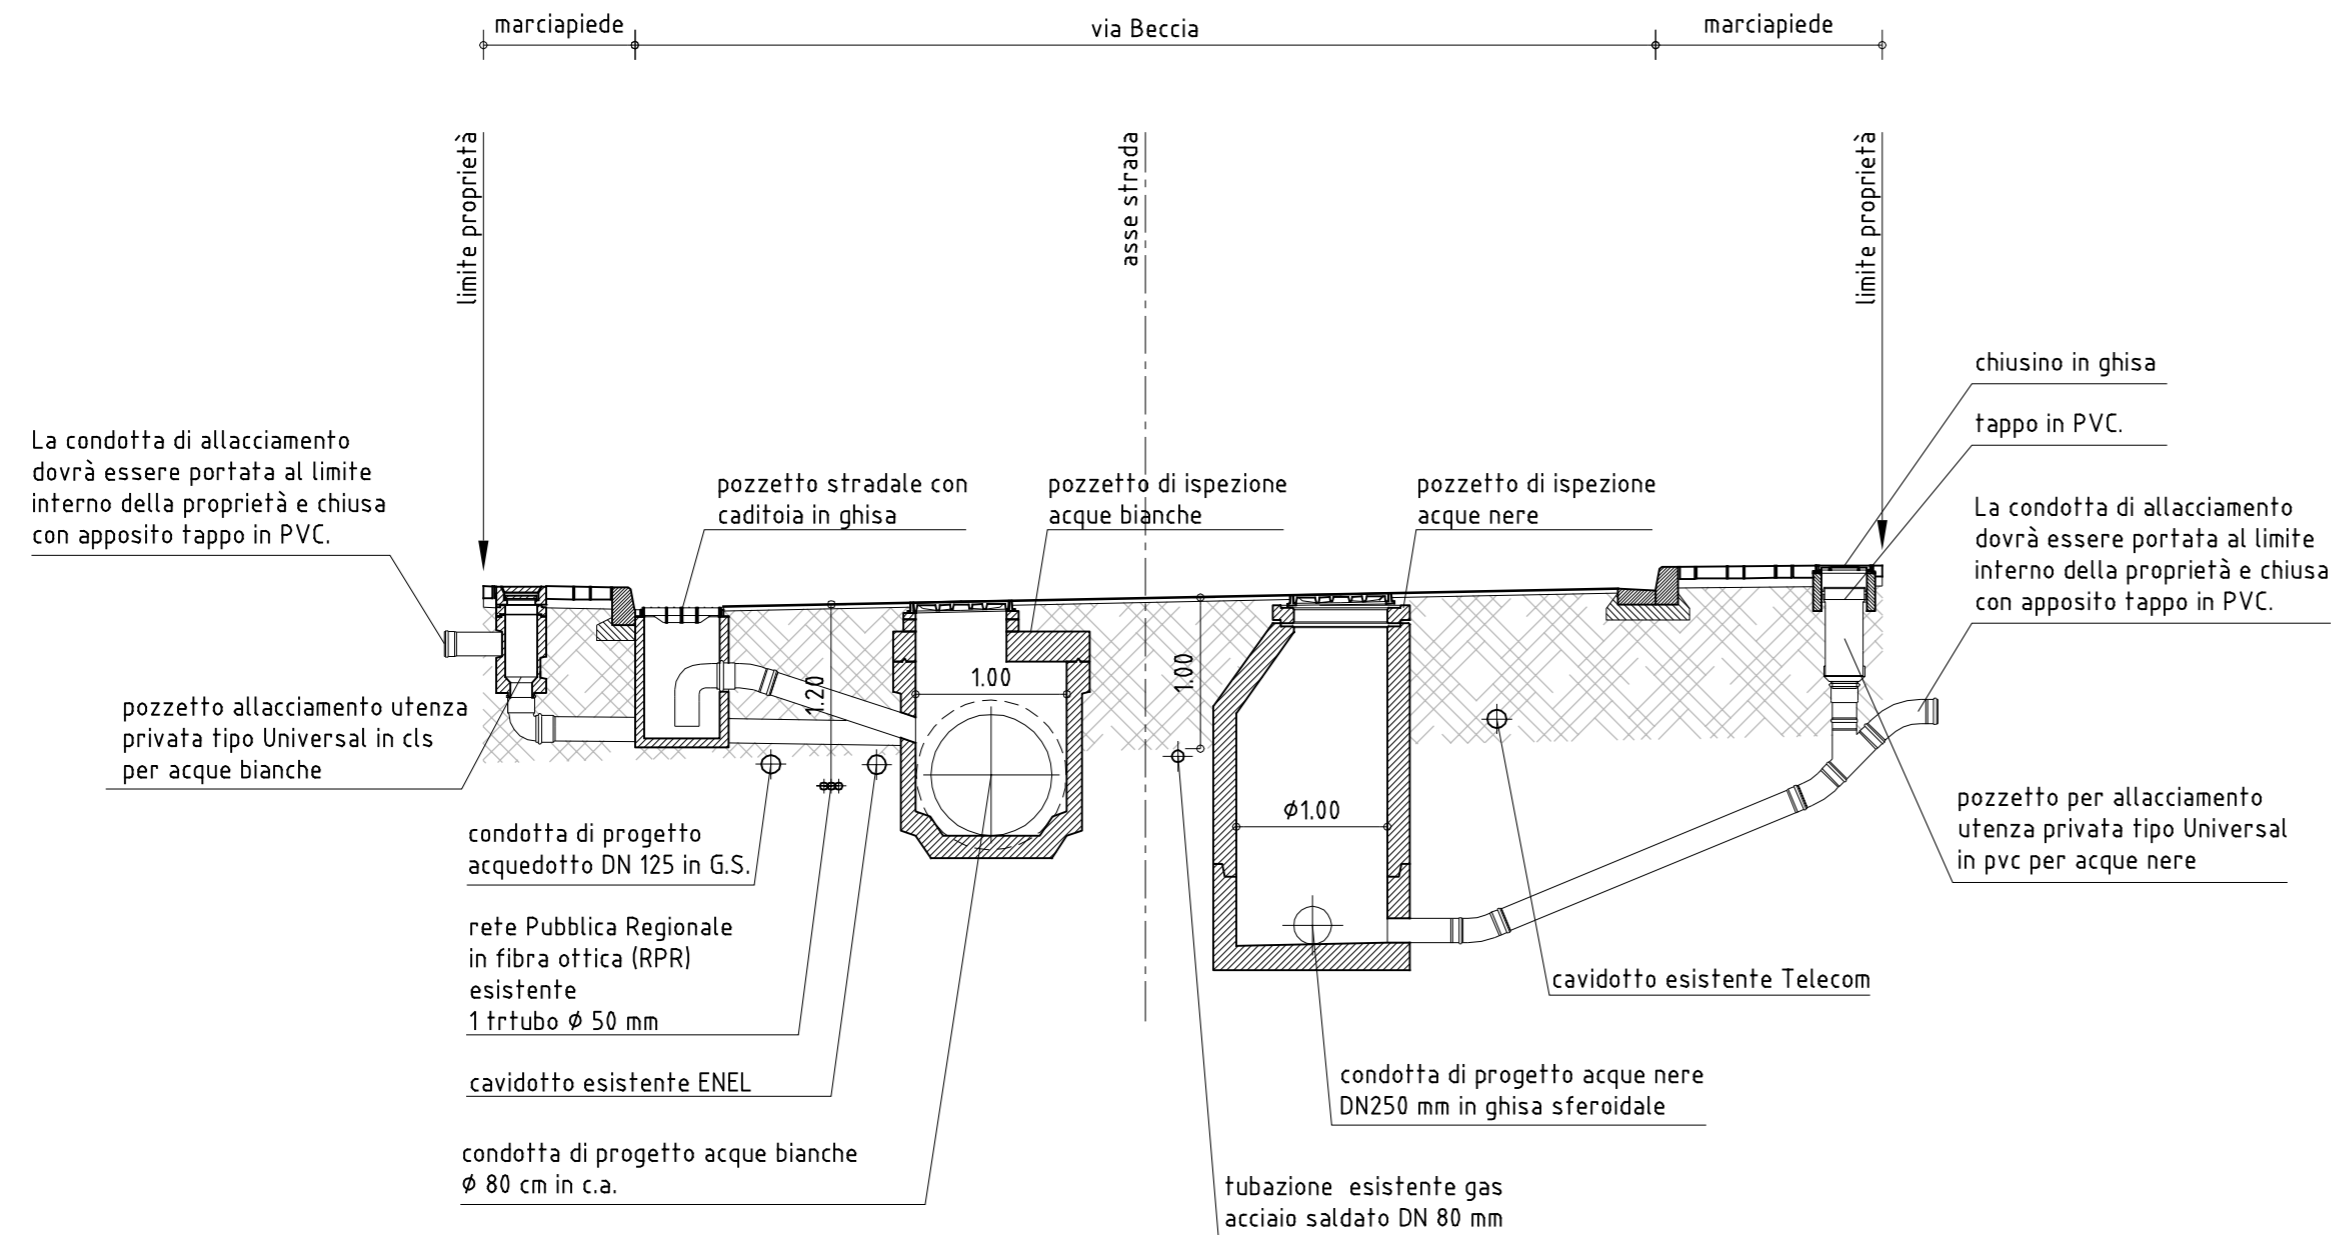 marciapiede
via Beccia
marciapiede
limite proprietà
asse strada
limite proprietà
chiusino in ghisa
tappo in PVC.
La condotta di allacciamento
dovrà essere portata al limite
interno della proprietà e chiusa
con apposito tappo in PVC.
pozzetto stradale con
caditoia in ghisa
pozzetto di ispezione
acque bianche
pozzetto di ispezione
acque nere
La condotta di allacciamento
dovrà essere portata al limite
interno della proprietà e chiusa
con apposito tappo in PVC.
1.20
1.00
1.00
ϕ1.00
pozzetto allacciamento utenza
privata tipo Universal in cls
per acque bianche
pozzetto per allacciamento
utenza privata tipo Universal
in pvc per acque nere
condotta di progetto
acquedotto DN 125 in G.S.
rete Pubblica Regionale
in fibra ottica (RPR)
esistente
1 trtubo ϕ 50 mm
cavidotto esistente Telecom
cavidotto esistente ENEL
condotta di progetto acque nere
DN250 mm in ghisa sferoidale
condotta di progetto acque bianche
ϕ 80 cm in c.a.
tubazione esistente gas
acciaio saldato DN 80 mm